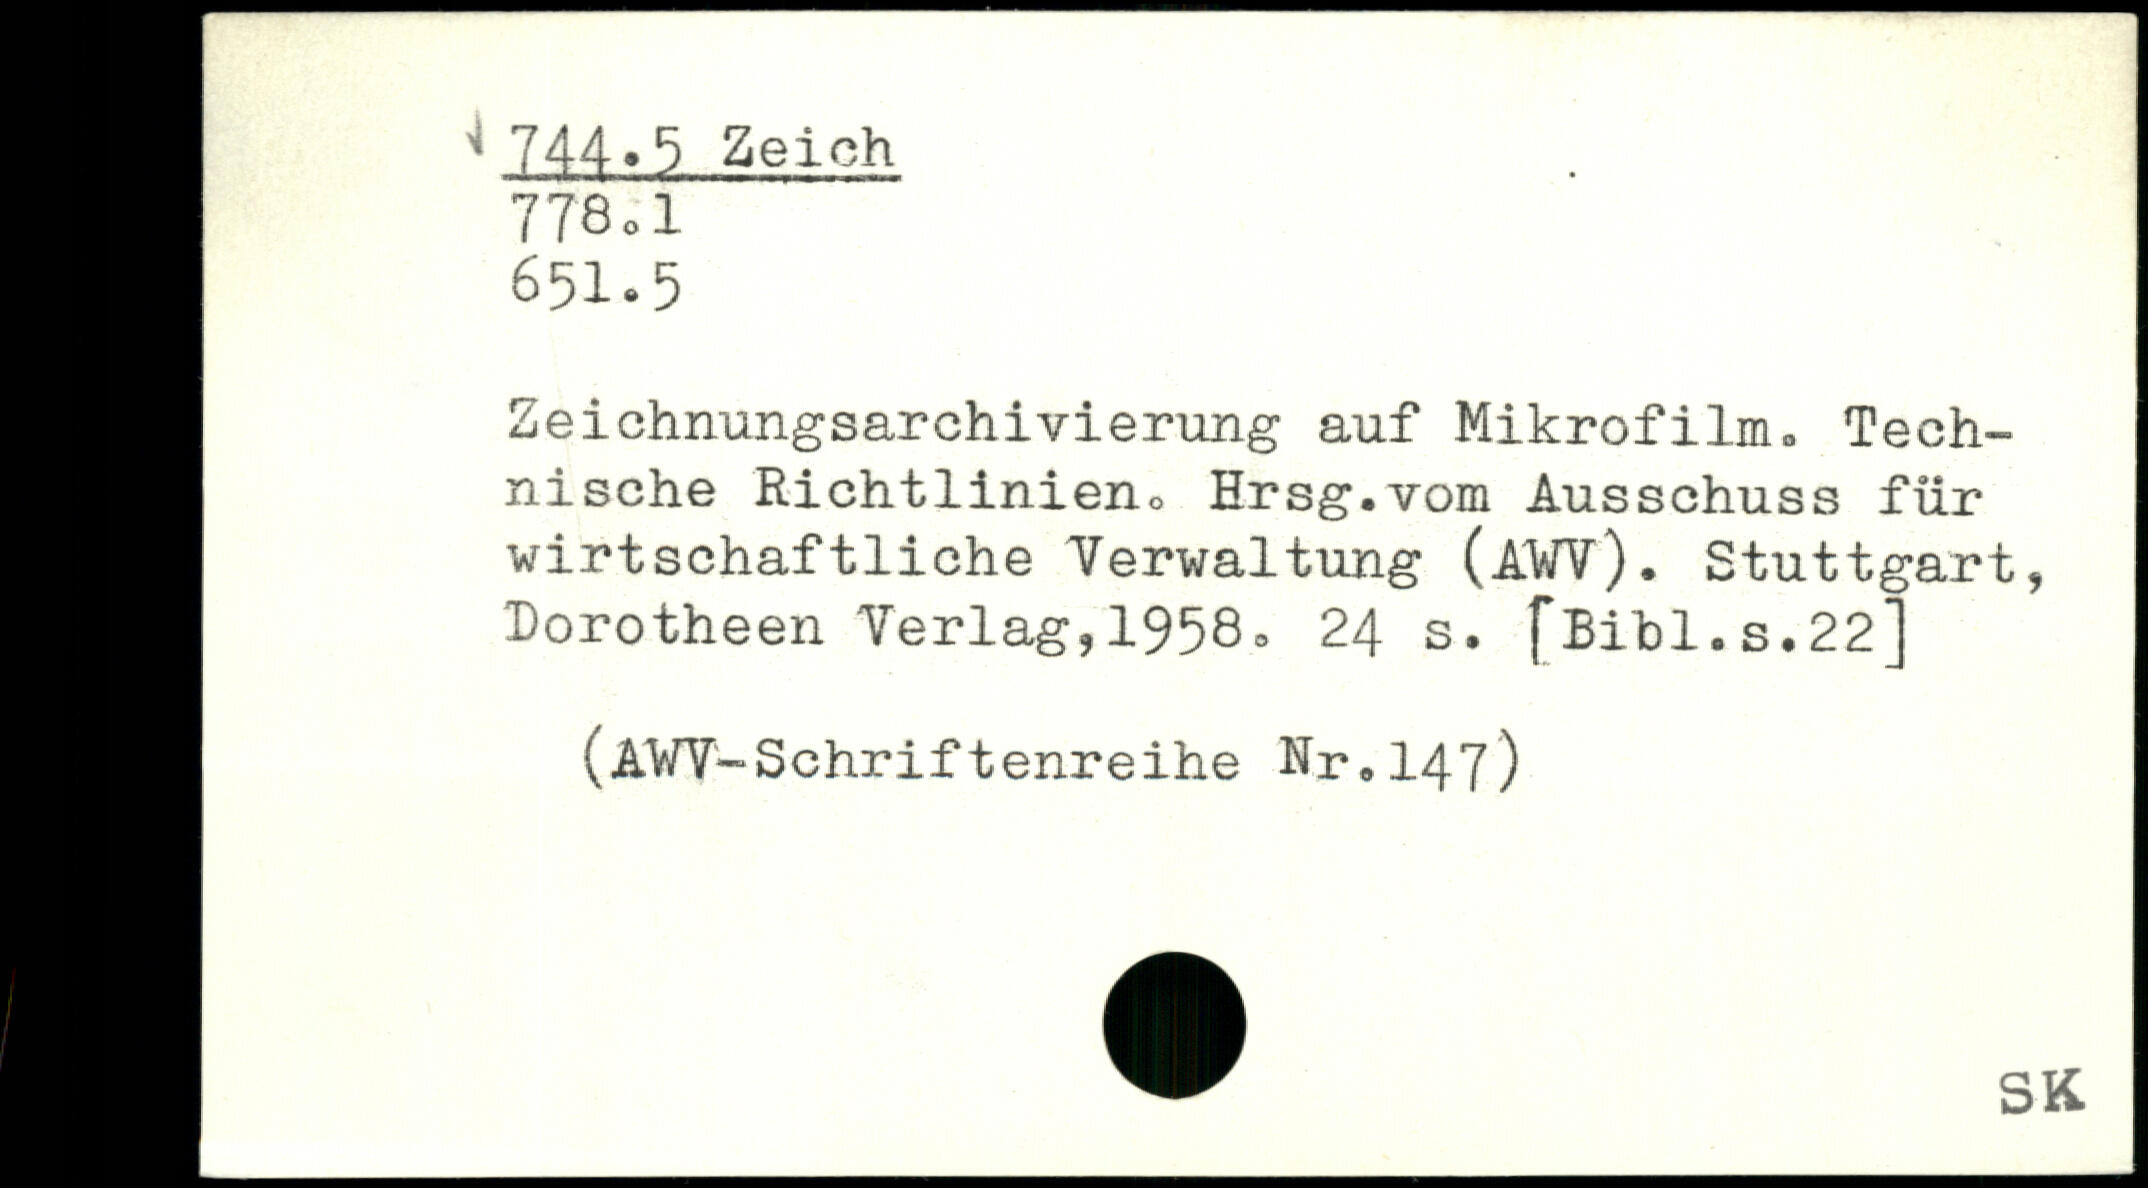 744.5 Zeich
778.1
651.5
Zeichnungsarchivierung auf Mikrofilm. Tech-
nische Richtlinien. Hrsg.vom Ausschuss für
wirtschaftliche Verwaltung (AWV). Stuttgart,
Dorotheen Verlag,1958. 24 s. [Bibl.s.22]
(AWV-Schriftenreihe Nr.147)
SK